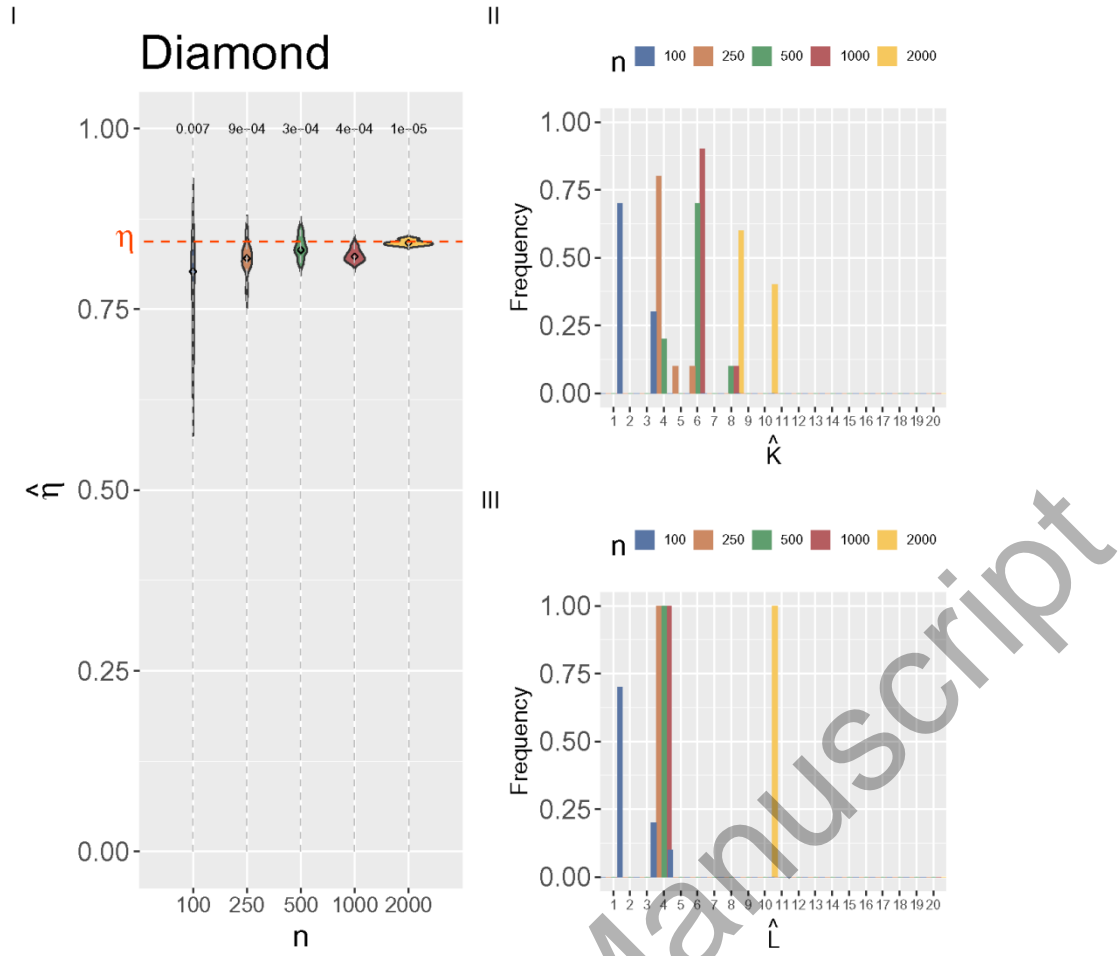 I
Diamond
1.00
0.75
0.50
0.25
0.00
η̂
η
0.007 9e−04 3e−04 4e−04 1e−05
100 250 500 1000 2000
n
II
n 100 250 500 1000 2000
1.00
0.75
0.50
0.25
0.00
Frequency
1 2 3 4 5 6 7 8 9 10 11 12 13 14 15 16 17 18 19 20
K̂
III
n 100 250 500 1000 2000
1.00
0.75
0.50
0.25
0.00
Frequency
1 2 3 4 5 6 7 8 9 10 11 12 13 14 15 16 17 18 19 20
L̂
Manuscript